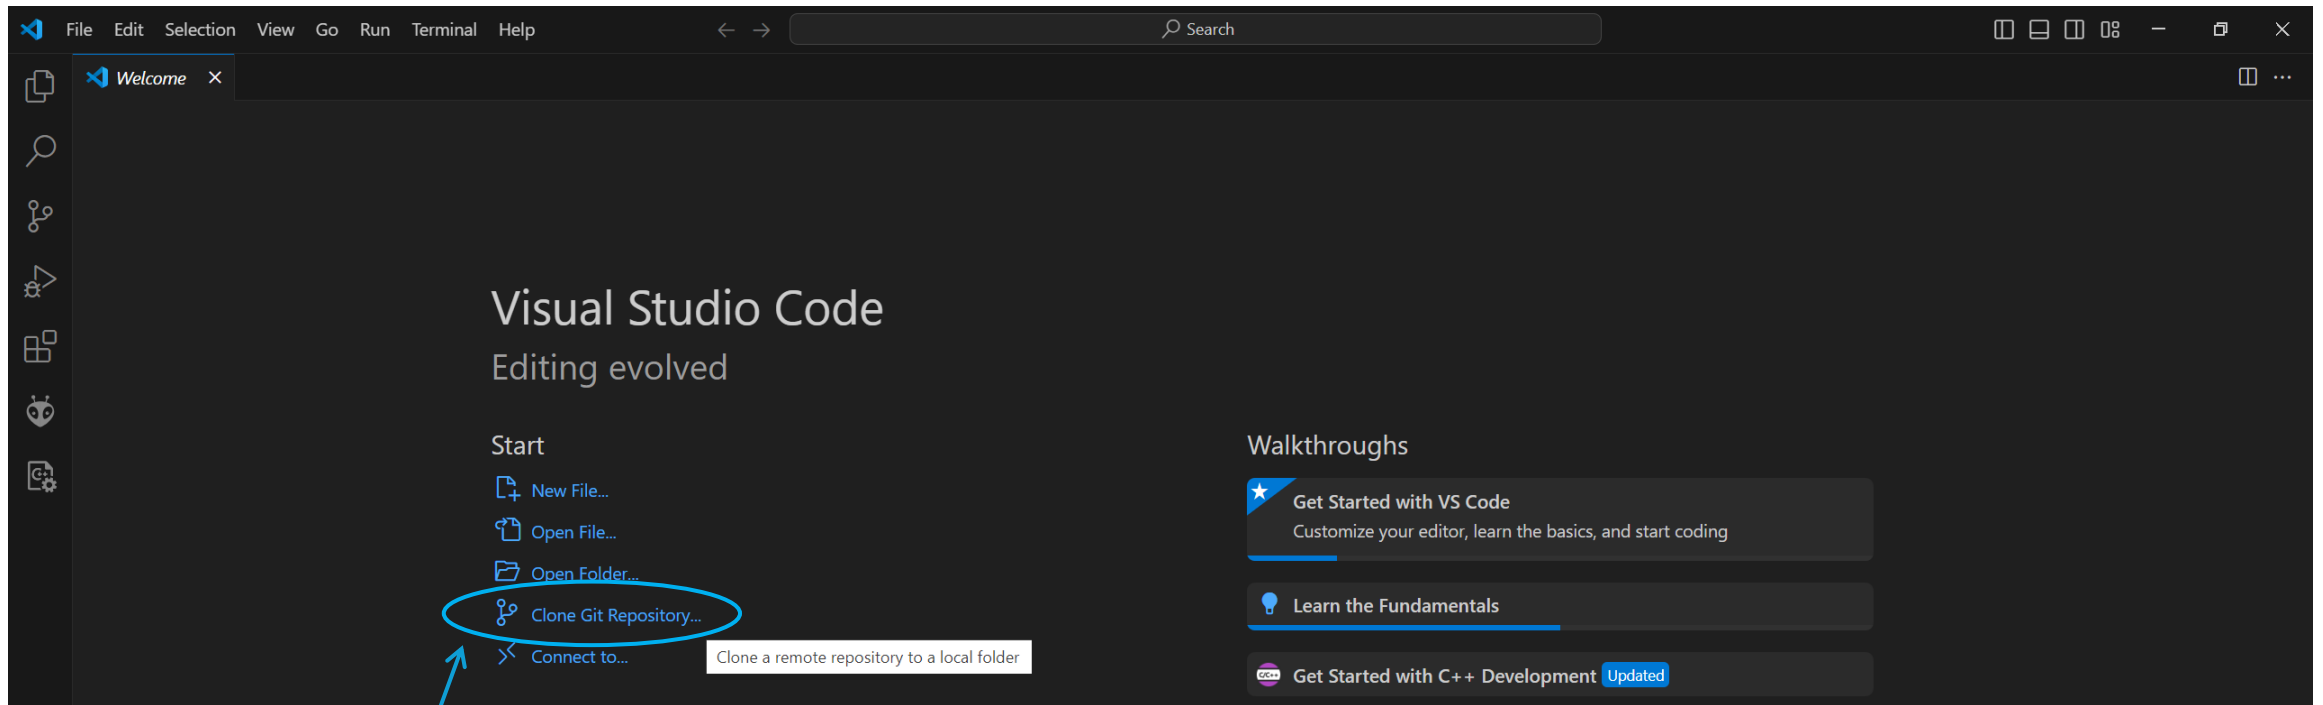 File Edit Selection View Go Run Terminal Help Search
Welcome
Visual Studio Code
Editing evolved
Start
New File...
Open File...
Open Folder...
Clone Git Repository...
Connect to...
Clone a remote repository to a local folder
Walkthroughs
Get Started with VS Code
Customize your editor, learn the basics, and start coding
Learn the Fundamentals
C/C++ Get Started with C++ Development Updated